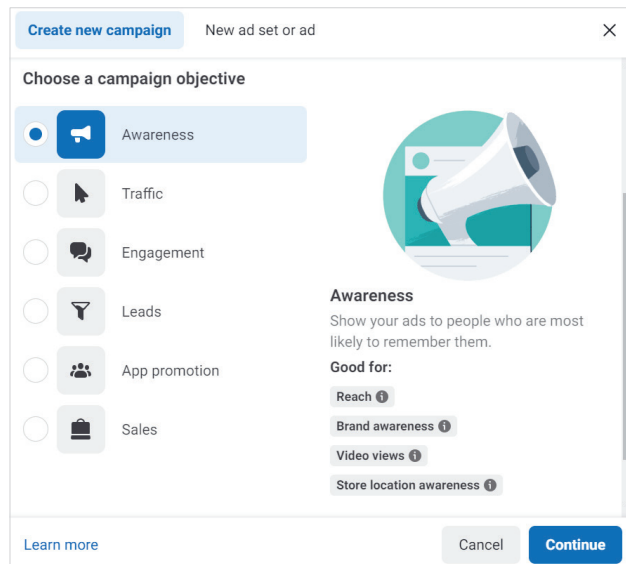 Create new campaign
New ad set or ad
Choose a campaign objective
Awareness
Traffic
Engagement
Leads
App promotion
Sales
Awareness
Show your ads to people who are most
likely to remember them.
Good for:
Reach
Brand awareness
Video views
Store location awareness
Learn more
Cancel
Continue